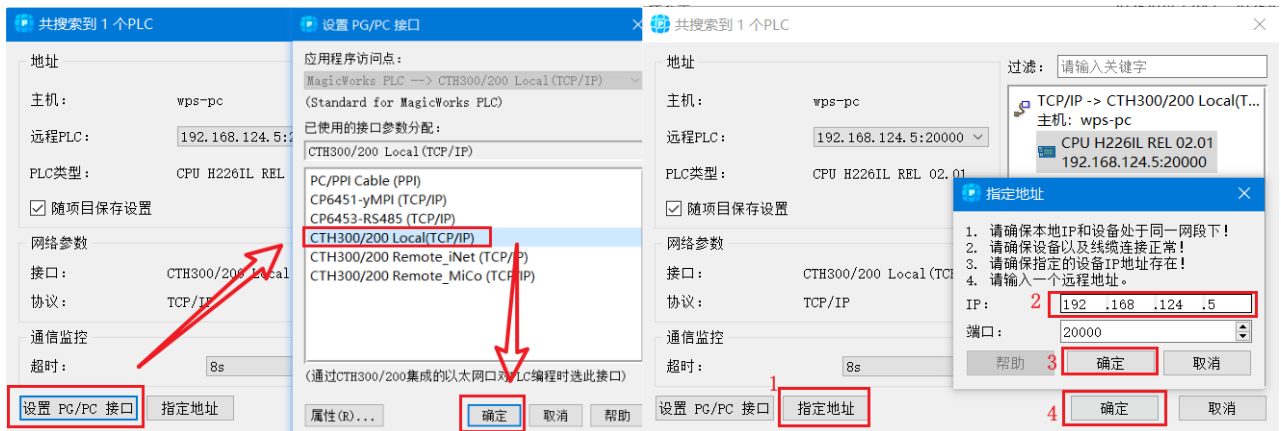 共搜索到 1 个PLC
地址
主机: wps-pc
远程PLC: 192.168.124.5:2
PLC类型: CPU H226IL REL
随项目保存设置
网络参数
接口: CTH300/200 Local
协议: TCP/IP
通信监控
超时: 8s
设置 PG/PC 接口 指定地址
设置 PG/PC 接口
应用程序访问点:
MagicWorks PLC --> CTH300/200 Local(TCP/IP)
(Standard for MagicWorks PLC)
已使用的接口参数分配:
CTH300/200 Local(TCP/IP)
PC/PPI Cable (PPI)
CP6451-yMPI (TCP/IP)
CP6453-RS485 (TCP/IP)
CTH300/200 Local(TCP/IP)
CTH300/200 Remote_iNet (TCP/IP)
CTH300/200 Remote_MiCo (TCP/IP)
(通过CTH300/200集成的以太网口对PLC编程时选此接口)
属性(R)... 确定 取消 帮助
共搜索到 1 个PLC
地址
主机: wps-pc
远程PLC: 192.168.124.5:20000
PLC类型: CPU H226IL REL 02.01
随项目保存设置
网络参数
接口: CTH300/200 Local(TCP
协议: TCP/IP
通信监控
超时: 8s
1
设置 PG/PC 接口 指定地址
4 确定 取消
过滤: 请输入关键字
TCP/IP -> CTH300/200 Local(T...
主机: wps-pc
CPU H226IL REL 02.01
192.168.124.5:20000
指定地址
1. 请确保本地IP和设备处于同一网段下!
2. 请确保设备以及线缆连接正常!
3. 请确保指定的设备IP地址存在!
4. 请输入一个远程地址。
IP: 2 192 .168 .124 .5
端口: 20000
帮助 3 确定 取消